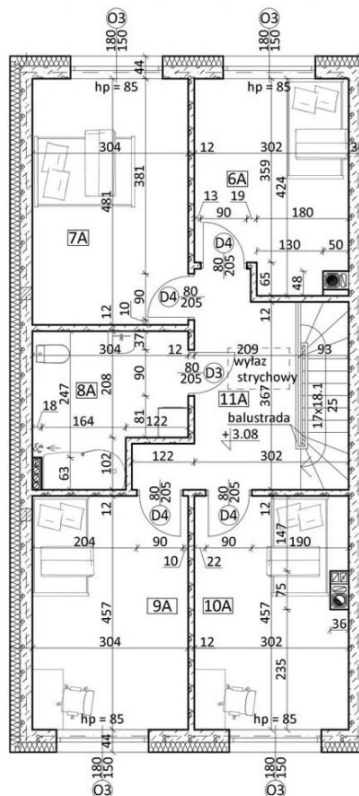 O3 O3
180 150 180 150
44
hp = 85 hp = 85
304 12 302
381 359 424
6A
13 19
481 90 180
7A
D4 130 50
80 205
90 D4 80 205 65 48
10
12 12
304 37 12 209 93
80 205 D3 wyłaz
8A 90 strychowy
247 208 11A 367
18 balustrada 17x18.1 25
164 81 122 + 3.08
63 102 122 302
12 80 205 80 205 12
D4 D4 147
204 90 90 190
10 22
75
457 9A 10A 457
36
304 12 302
235
hp = 85 hp = 85
44
180 150 180 150
O3 O3